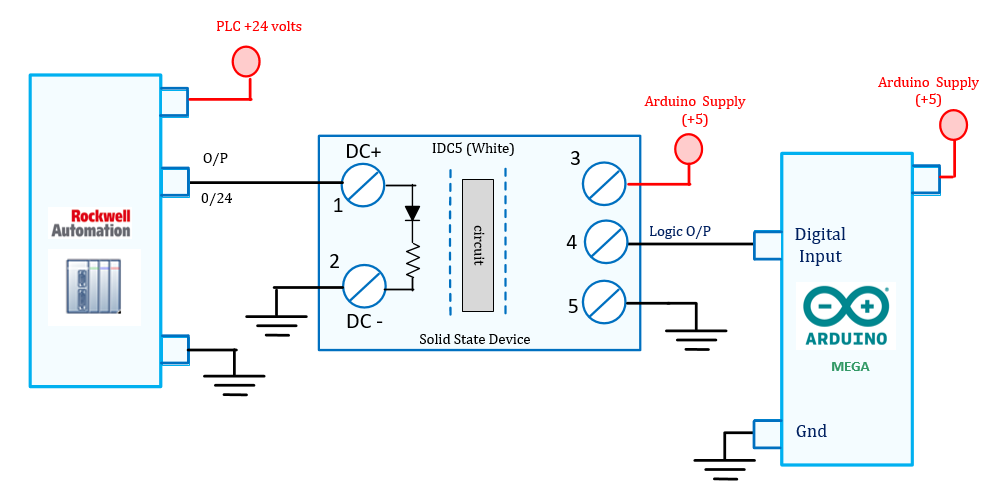 PLC +24 volts
O/P
0/24
Rockwell
Automation
DC+
1
2
DC -
IDC5 (White)
circuit
Solid State Device
3
4
5
Arduino Supply
(+5)
Logic O/P
Arduino Supply
(+5)
Digital
Input
ARDUINO
MEGA
Gnd